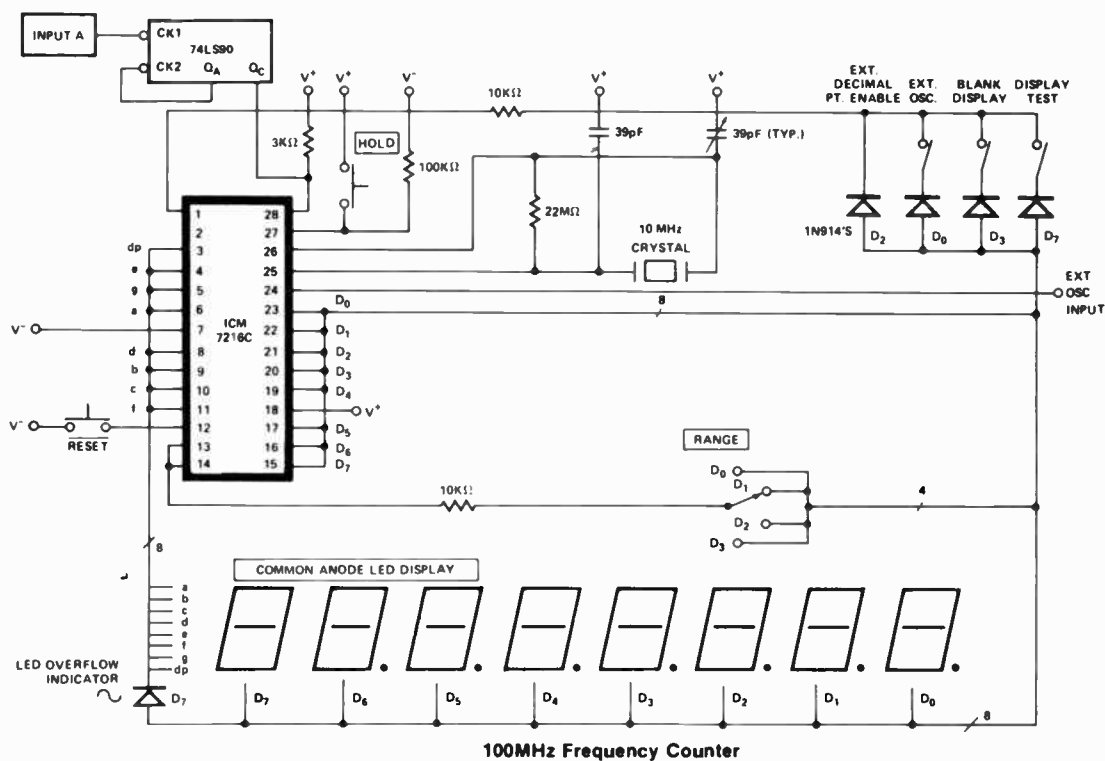 INPUT A
CK1
74LS90
CK2 QA QC
V+ V+ V- V+ V+
10KΩ
3KΩ
HOLD
100KΩ
39pF
39pF (TYP.)
22MΩ
10 MHz
CRYSTAL
EXT.
DECIMAL
PT. ENABLE
EXT.
OSC.
BLANK
DISPLAY
DISPLAY
TEST
1N914'S
D2 D0 D3 D7
EXT
OSC
INPUT
8
ICM
7216C
1 28
2 27
dp 3 26
e 4 25
g 5 24
a 6 23 D0
V- 7 22 D1
d 8 21 D2
b 9 20 D3
c 10 19 D4
f 11 18 V+
V- 12 17 D5
13 16 D6
14 15 D7
RESET
10KΩ
RANGE
D0
D1
D2
D3
4
8
COMMON ANODE LED DISPLAY
a
b
c
d
e
f
g
dp
LED OVERFLOW
INDICATOR
D7
D7 D6 D5 D4 D3 D2 D1 D0
8
100MHz Frequency Counter